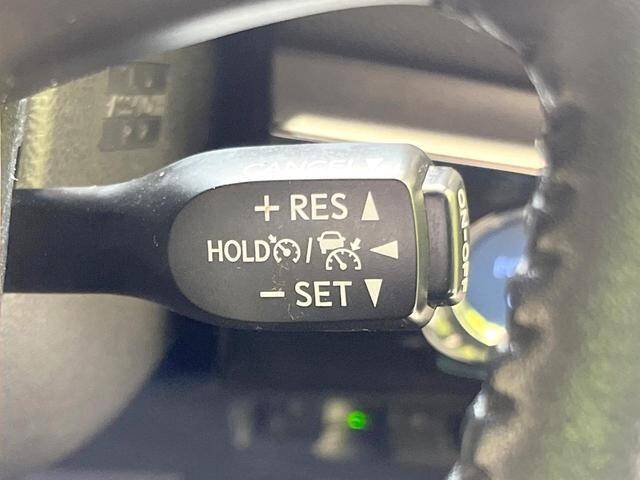 CANCEL ▼
+ RES ▲
HOLD / ◀
− SET ▼
ON-OFF